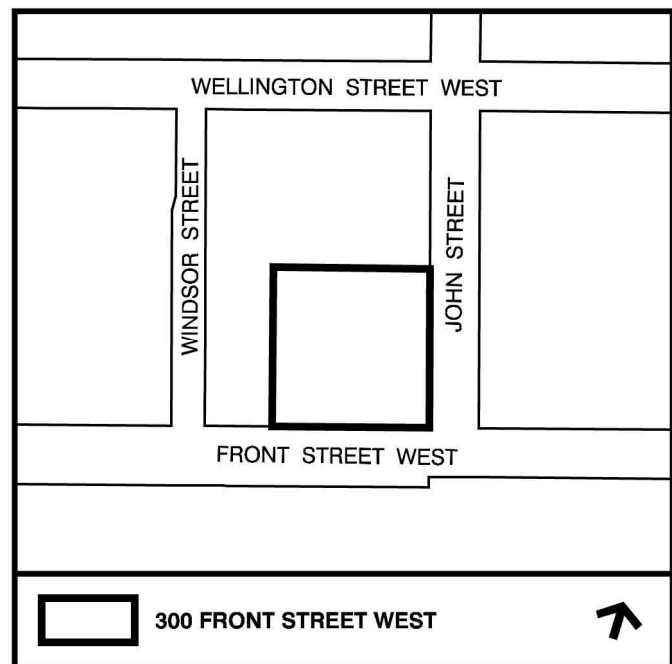 WELLINGTON STREET WEST
WINDSOR STREET
JOHN STREET
FRONT STREET WEST
300 FRONT STREET WEST